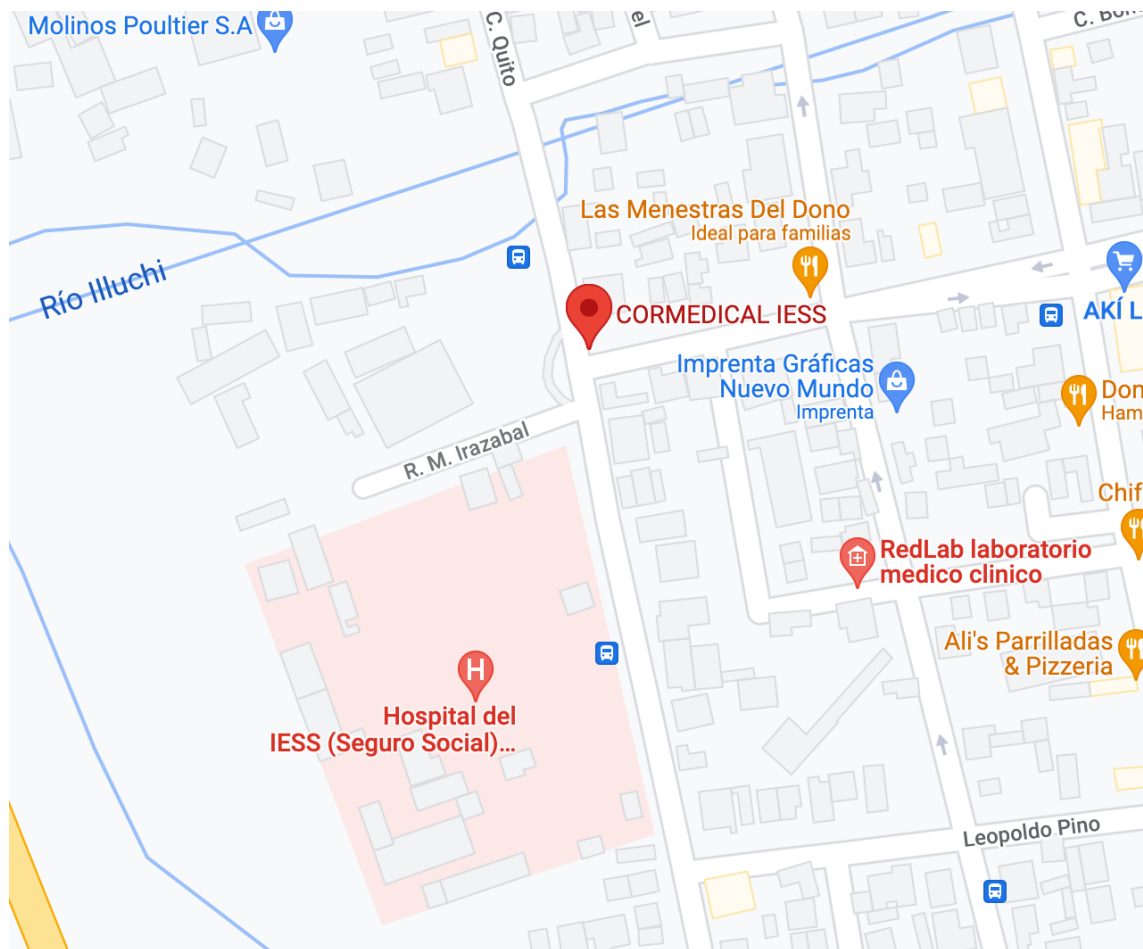 Molinos Poultier S.A
C. Quito
el
Río Illuchi
Las Menestras Del Dono
Ideal para familias
CORMEDICAL IESS
AKÍ L
Imprenta Gráficas
Nuevo Mundo
Imprenta
Don
Ham
R. M. Irazabal
Chif
RedLab laboratorio
medico clinico
Ali's Parrilladas
& Pizzeria
H
Hospital del
IESS (Seguro Social)...
Leopoldo Pino